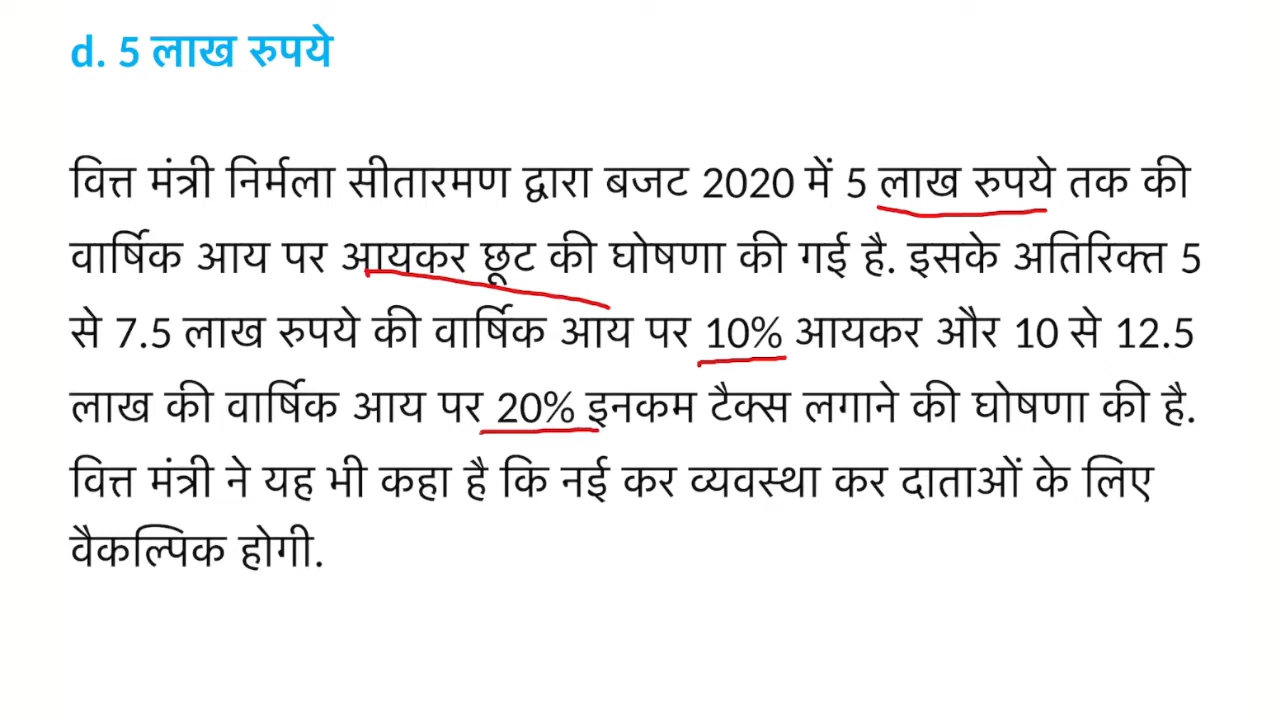 d. 5 लाख रुपये
वित्त मंत्री निर्मला सीतारमण द्वारा बजट 2020 में 5 लाख रुपये तक की
वार्षिक आय पर आयकर छूट की घोषणा की गई है. इसके अतिरिक्त 5
से 7.5 लाख रुपये की वार्षिक आय पर 10% आयकर और 10 से 12.5
लाख की वार्षिक आय पर 20% इनकम टैक्स लगाने की घोषणा की है.
वित्त मंत्री ने यह भी कहा है कि नई कर व्यवस्था कर दाताओं के लिए
वैकल्पिक होगी.